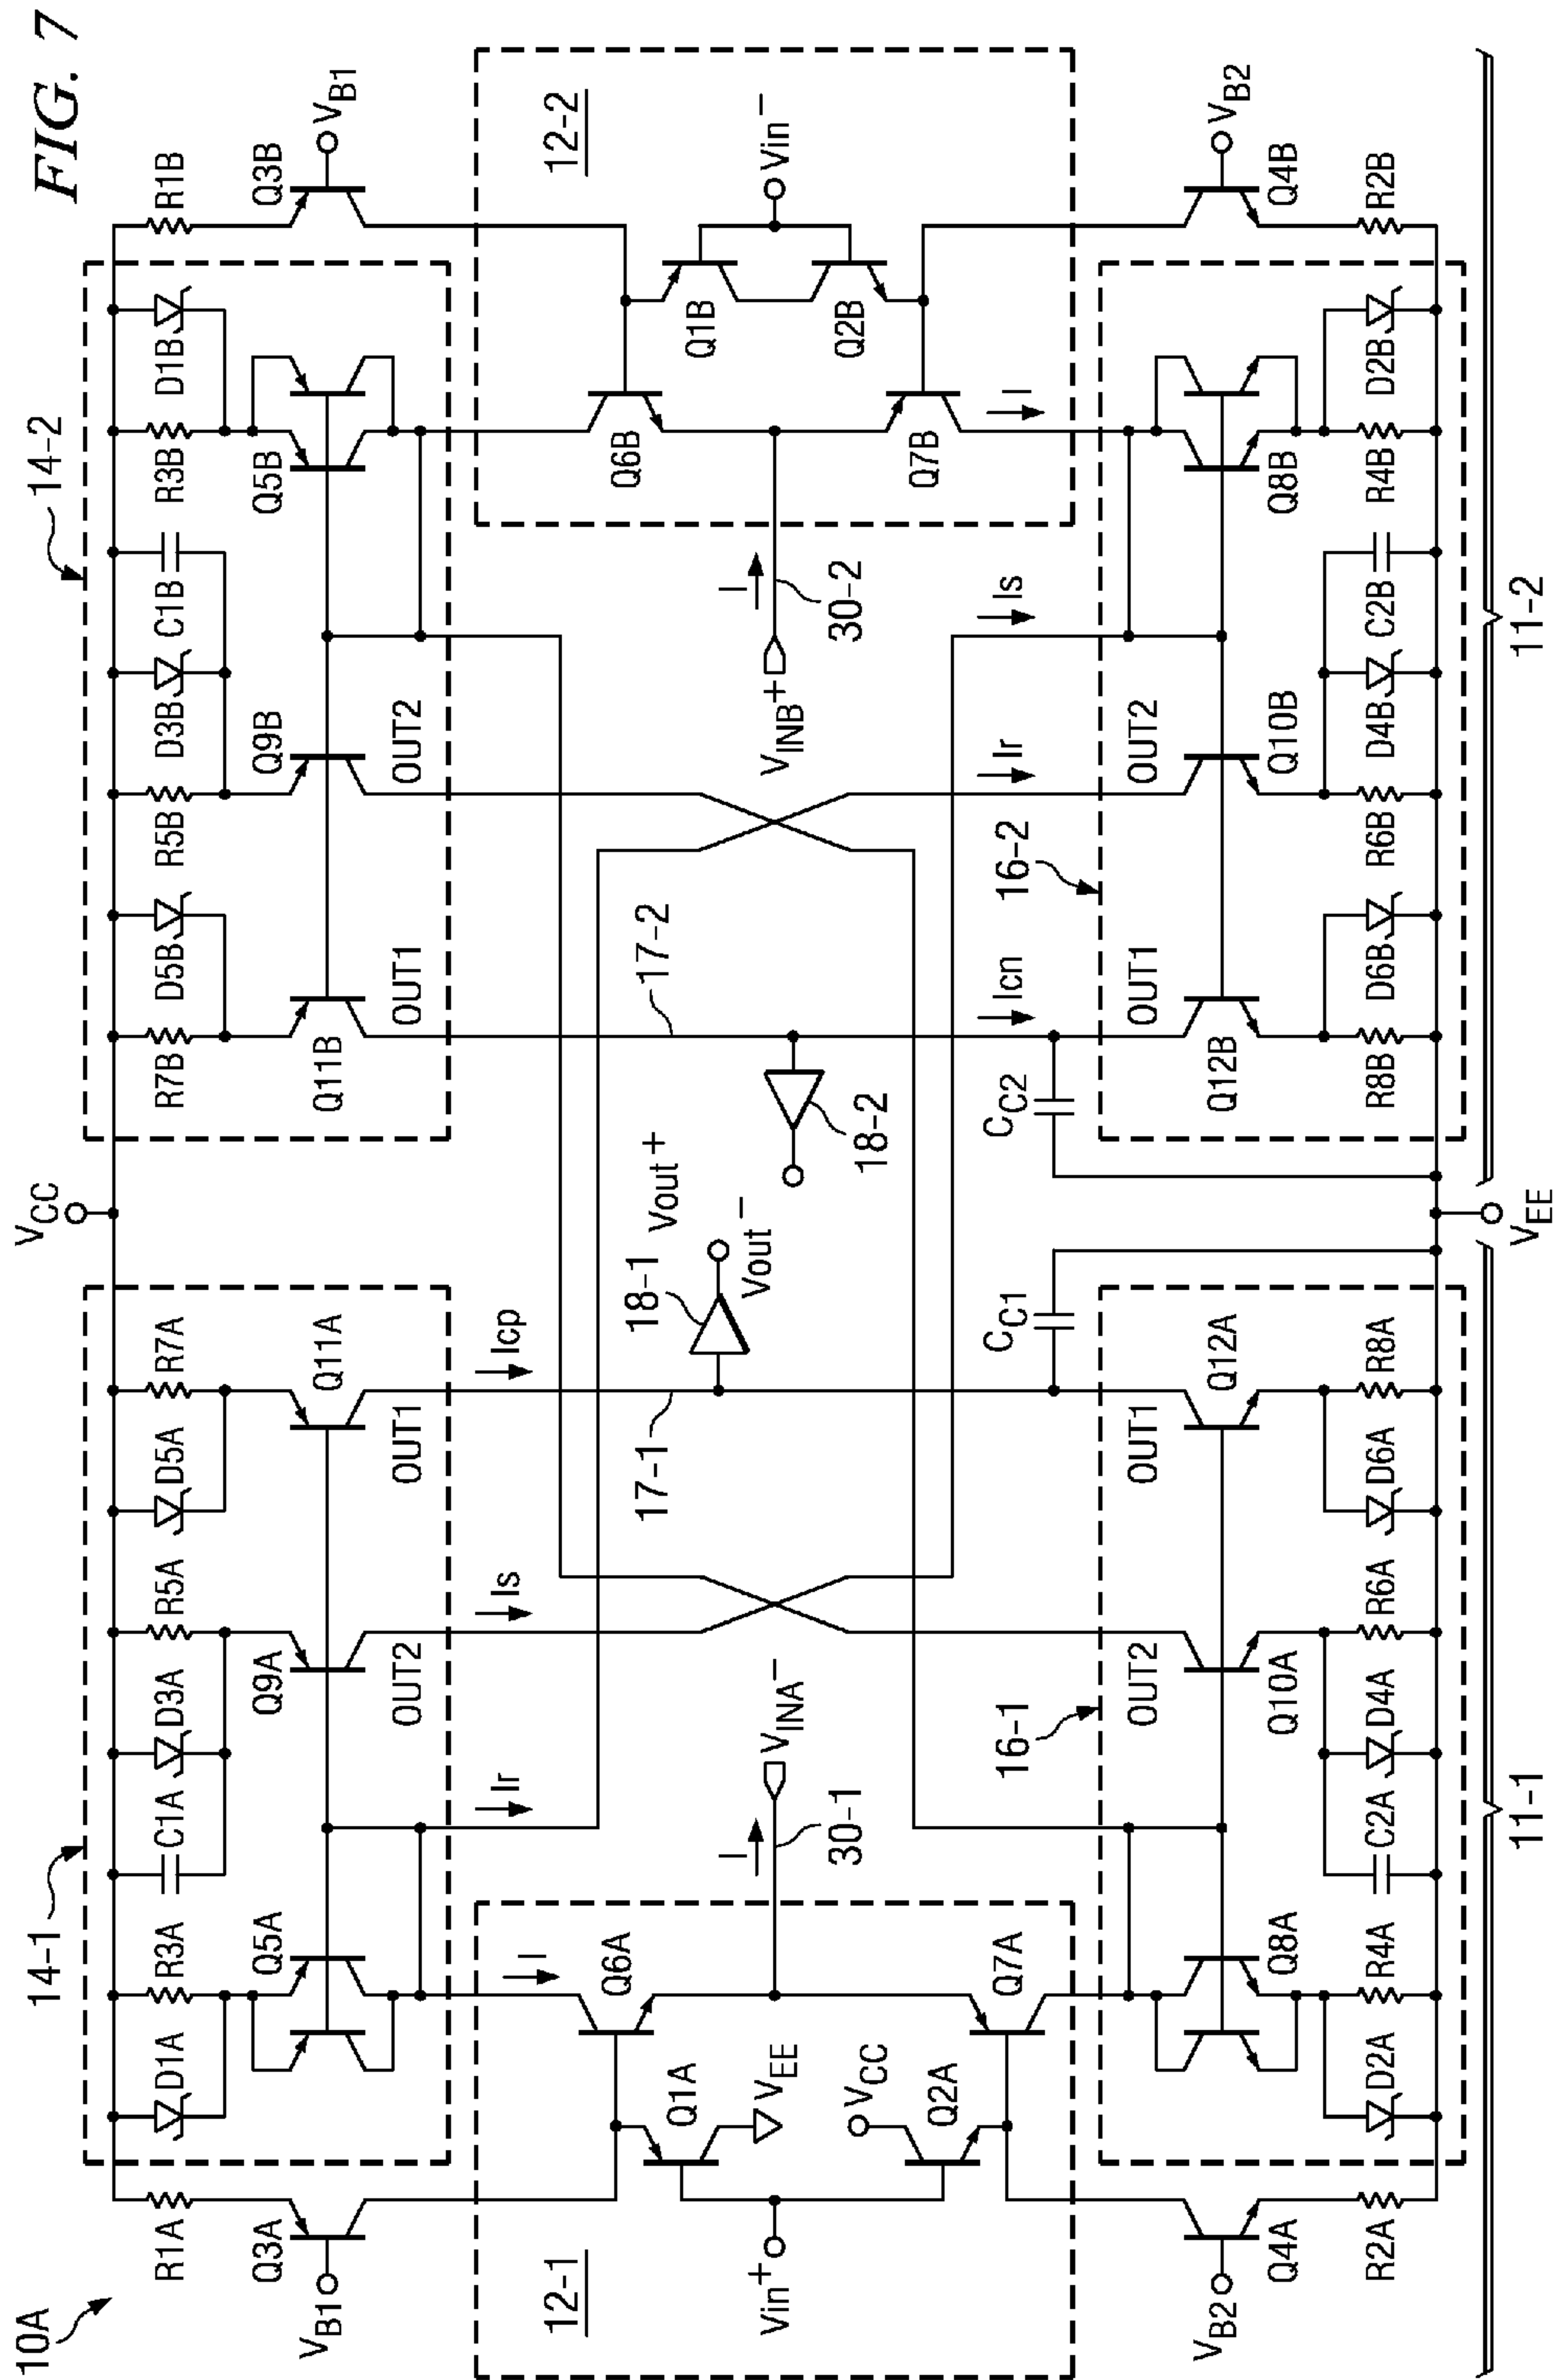 FIG. 7
10A
VCC
14-1
14-2
R1A
D1A
R3A
C1A
D3A
R5A
D5A
R7A
R7B
D5B
R5B
D3B
C1B
R3B
D1B
R1B
VB1
Q3A
Q5A
Q9A
Q11A
Q11B
Q9B
Q5B
Q3B
VB1
OUT2
OUT1
OUT1
OUT2
I
Ir
Is
Icp
12-1
12-2
Q6A
Q1A
VEE
17-1
18-1
Vout+
Vout-
17-2
Q6B
Q1B
Vin+
30-1
I
VINA-
18-2
VINB+
I
30-2
Vin-
VCC
Q2A
Q7A
Q2B
Q7B
I
16-1
CC1
CC2
Icn
16-2
Ir
Is
OUT2
OUT1
OUT1
OUT2
VB2
Q4A
Q8A
Q10A
Q12A
Q12B
Q10B
Q8B
Q4B
VB2
R2A
D2A
R4A
C2A
D4A
R6A
D6A
R8A
R8B
D6B
R6B
D4B
C2B
R4B
D2B
R2B
11-1
VEE
11-2